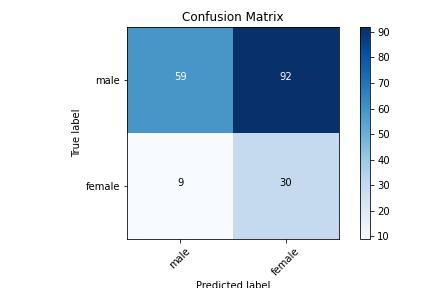 Confusion Matrix
male 59 92
female 9 30
male female
True label
Predicted label
90
80
70
60
50
40
30
20
10